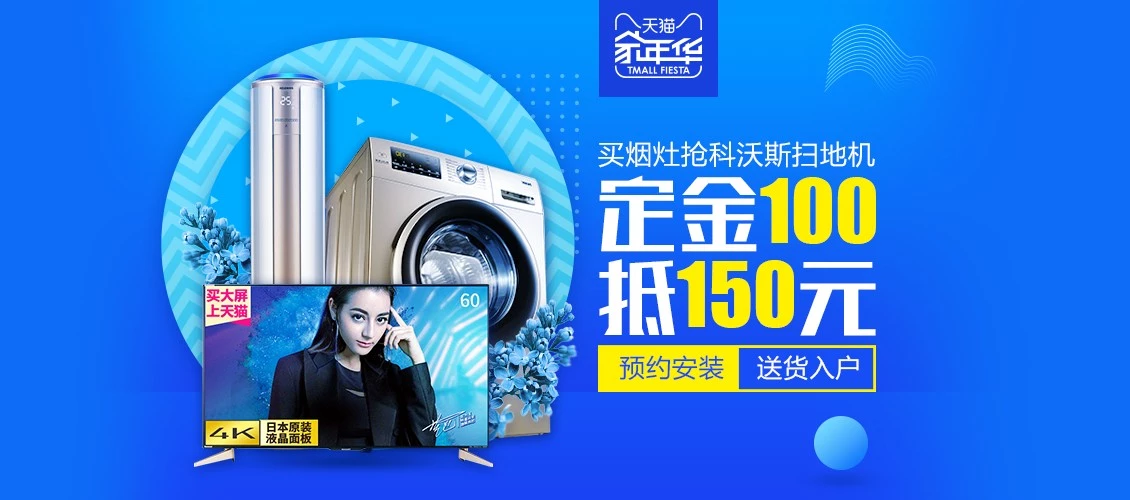 天猫
家年华
TMALL FIESTA
买烟灶抢科沃斯扫地机
定金100
抵150元
预约安装
送货入户
25
买大屏
上天猫
60
4K
日本原装
液晶面板